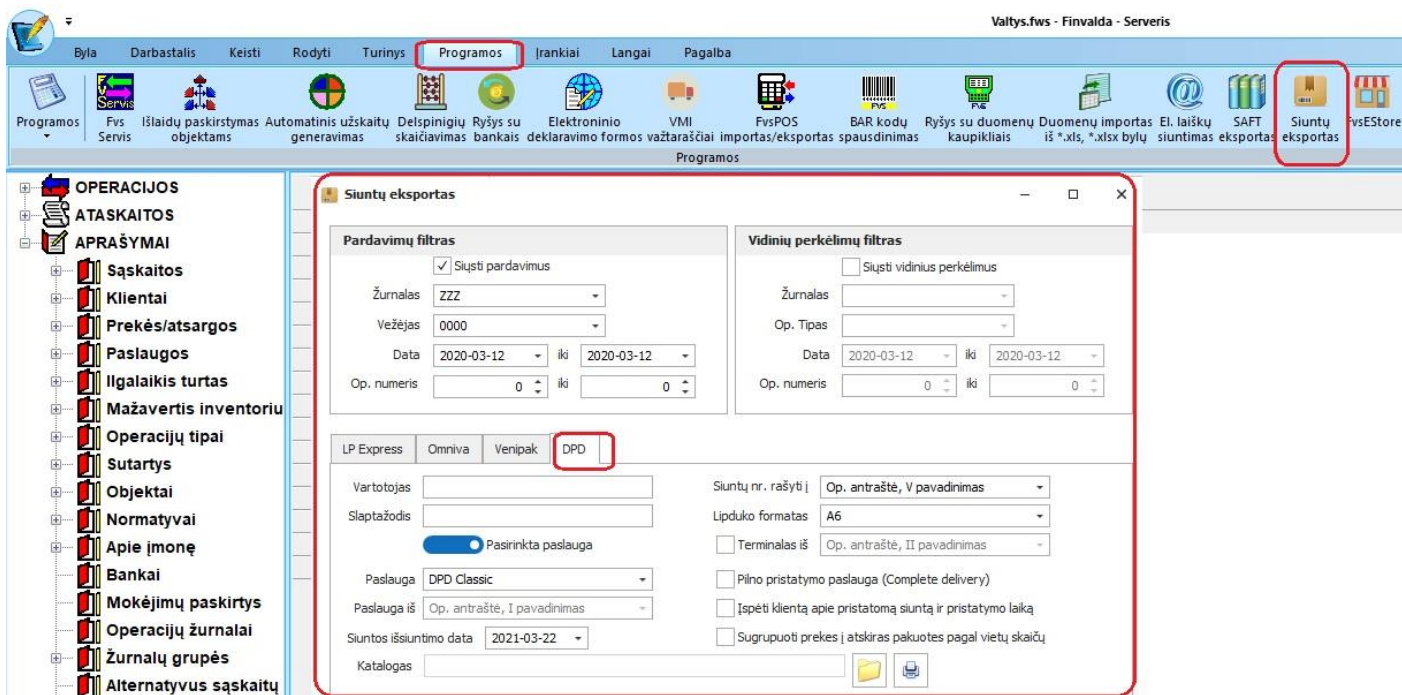 Valtys.fws - Finvalda - Serveris
Byla Darbastalis Keisti Rodyti Turinys Programos Įrankiai Langai Pagalba
Programos
Fvs Servis
Išlaidų paskirstymas objektams
Automatinis užskaitų generavimas
Delspinigių skaičiavimas
Ryšys su bankais
Elektroninio deklaravimo formos
VMI važtaraščiai
FvsPOS importas/eksportas
BAR kodų spausdinimas
Ryšys su duomenų kaupikliais
Duomenų importas iš *.xls, *.xlsx bylų
El. laiškų siuntimas
SAFT eksportas
Siuntų eksportas
FvsEStore
Programos
OPERACIJOS
ATASKAITOS
APRAŠYMAI
Sąskaitos
Klientai
Prekės/atsargos
Paslaugos
Ilgalaikis turtas
Mažavertis inventoriu
Operacijų tipai
Sutartys
Objektai
Normatyvai
Apie įmonę
Bankai
Mokėjimų paskirtys
Operacijų žurnalai
Žurnalų grupės
Alternatyvus sąskaitų
Siuntų eksportas
Pardavimų filtras
Siųsti pardavimus
Žurnalas ZZZ
Vežėjas 0000
Data 2020-03-12 iki 2020-03-12
Op. numeris 0 iki 0
Vidinių perkėlimų filtras
Siųsti vidinius perkėlimus
Žurnalas
Op. Tipas
Data 2020-03-12 iki 2020-03-12
Op. numeris 0 iki 0
LP Express Omniva Venipak DPD
Vartotojas
Slaptažodis
Pasirinkta paslauga
Paslauga DPD Classic
Paslauga iš Op. antraštė, I pavadinimas
Siuntos išsiuntimo data 2021-03-22
Katalogas
Siuntų nr. rašyti į Op. antraštė, V pavadinimas
Lipduko formatas A6
Terminalas iš Op. antraštė, II pavadinimas
Pilno pristatymo paslauga (Complete delivery)
Įspėti klientą apie pristatomą siuntą ir pristatymo laiką
Sugrupuoti prekes į atskiras pakuotes pagal vietų skaičų